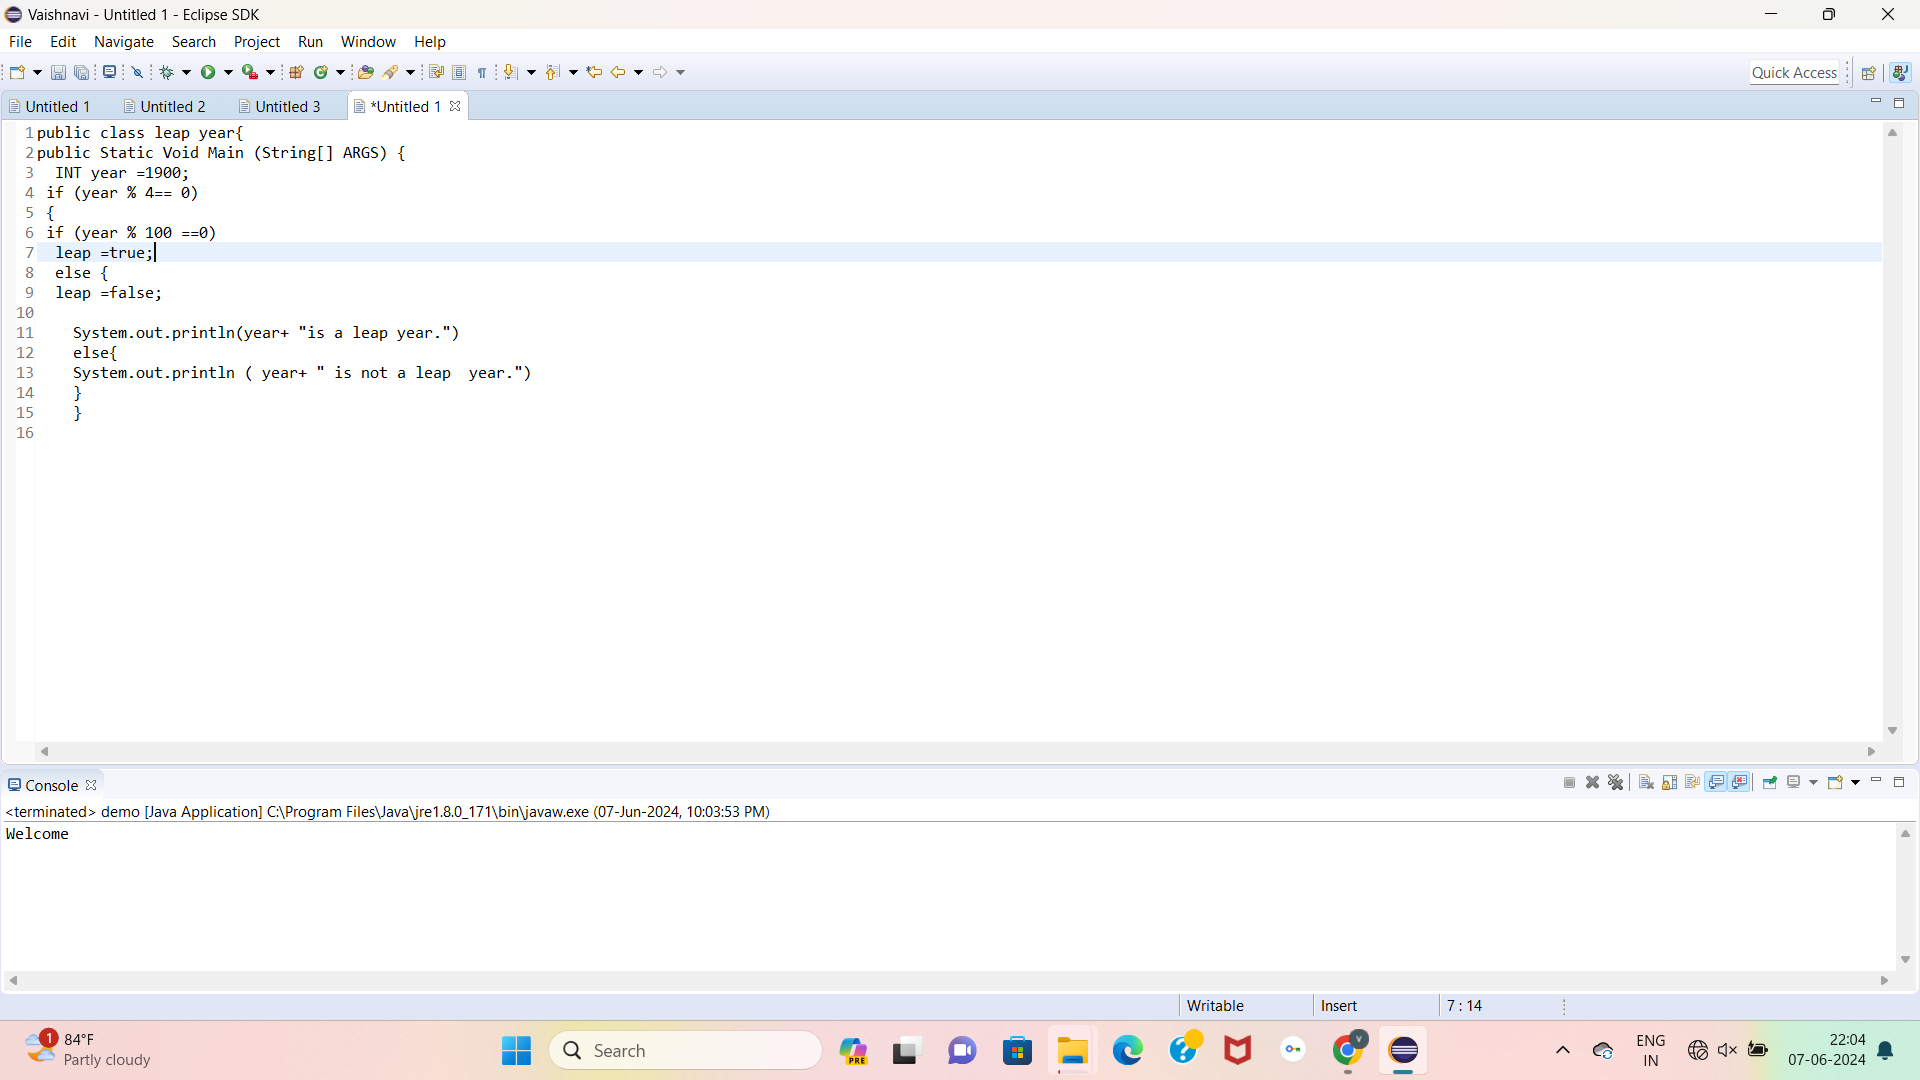 Vaishnavi - Untitled 1 - Eclipse SDK
File Edit Navigate Search Project Run Window Help
Quick Access
Untitled 1 Untitled 2 Untitled 3 *Untitled 1
1 public class leap year{
2 public Static Void Main (String[] ARGS) {
3 INT year =1900;
4 if (year % 4== 0)
5 {
6 if (year % 100 ==0)
7 leap =true;
8 else {
9 leap =false;
10
11 System.out.println(year+ "is a leap year.")
12 else{
13 System.out.println ( year+ " is not a leap  year.")
14 }
15 }
16
Console
<terminated> demo [Java Application] C:\Program Files\Java\jre1.8.0_171\bin\javaw.exe (07-Jun-2024, 10:03:53 PM)
Welcome
Writable Insert 7 : 14
1 84°F
Partly cloudy
Search
PRE
V
ENG
IN
22:04
07-06-2024